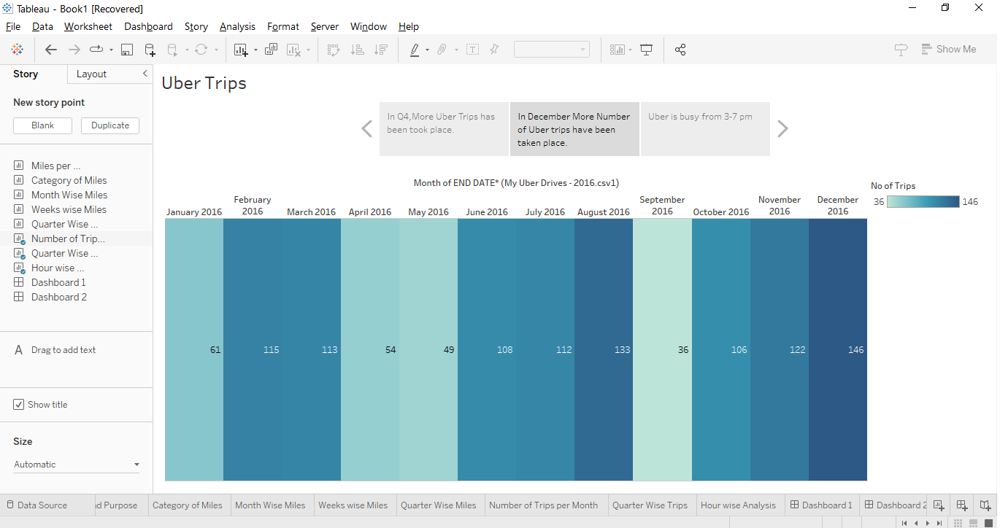 Tableau - Book1 [Recovered]
File Data Worksheet Dashboard Story Analysis Format Server Window Help
Show Me
Story Layout
New story point
Blank Duplicate
Miles per ...
Category of Miles
Month Wise Miles
Weeks wise Miles
Quarter Wise ...
Number of Trip...
Quarter Wise ...
Hour wise ...
Dashboard 1
Dashboard 2
A Drag to add text
Show title
Size
Automatic
Uber Trips
In Q4,More Uber Trips has
been took place.
In December More Number
of Uber trips have been
taken place.
Uber is busy from 3-7 pm
Month of END DATE* (My Uber Drives - 2016.csv1)
January 2016
February
2016
March 2016
April 2016
May 2016
June 2016
July 2016
August 2016
September
2016
October 2016
November
2016
December
2016
61 115 113 54 49 108 112 133 36 106 122 146
No of Trips
36 146
Data Source nd Purpose Category of Miles Month Wise Miles Weeks wise Miles Quarter Wise Miles Number of Trips per Month Quarter Wise Trips Hour wise Analysis Dashboard 1 Dashboard 2